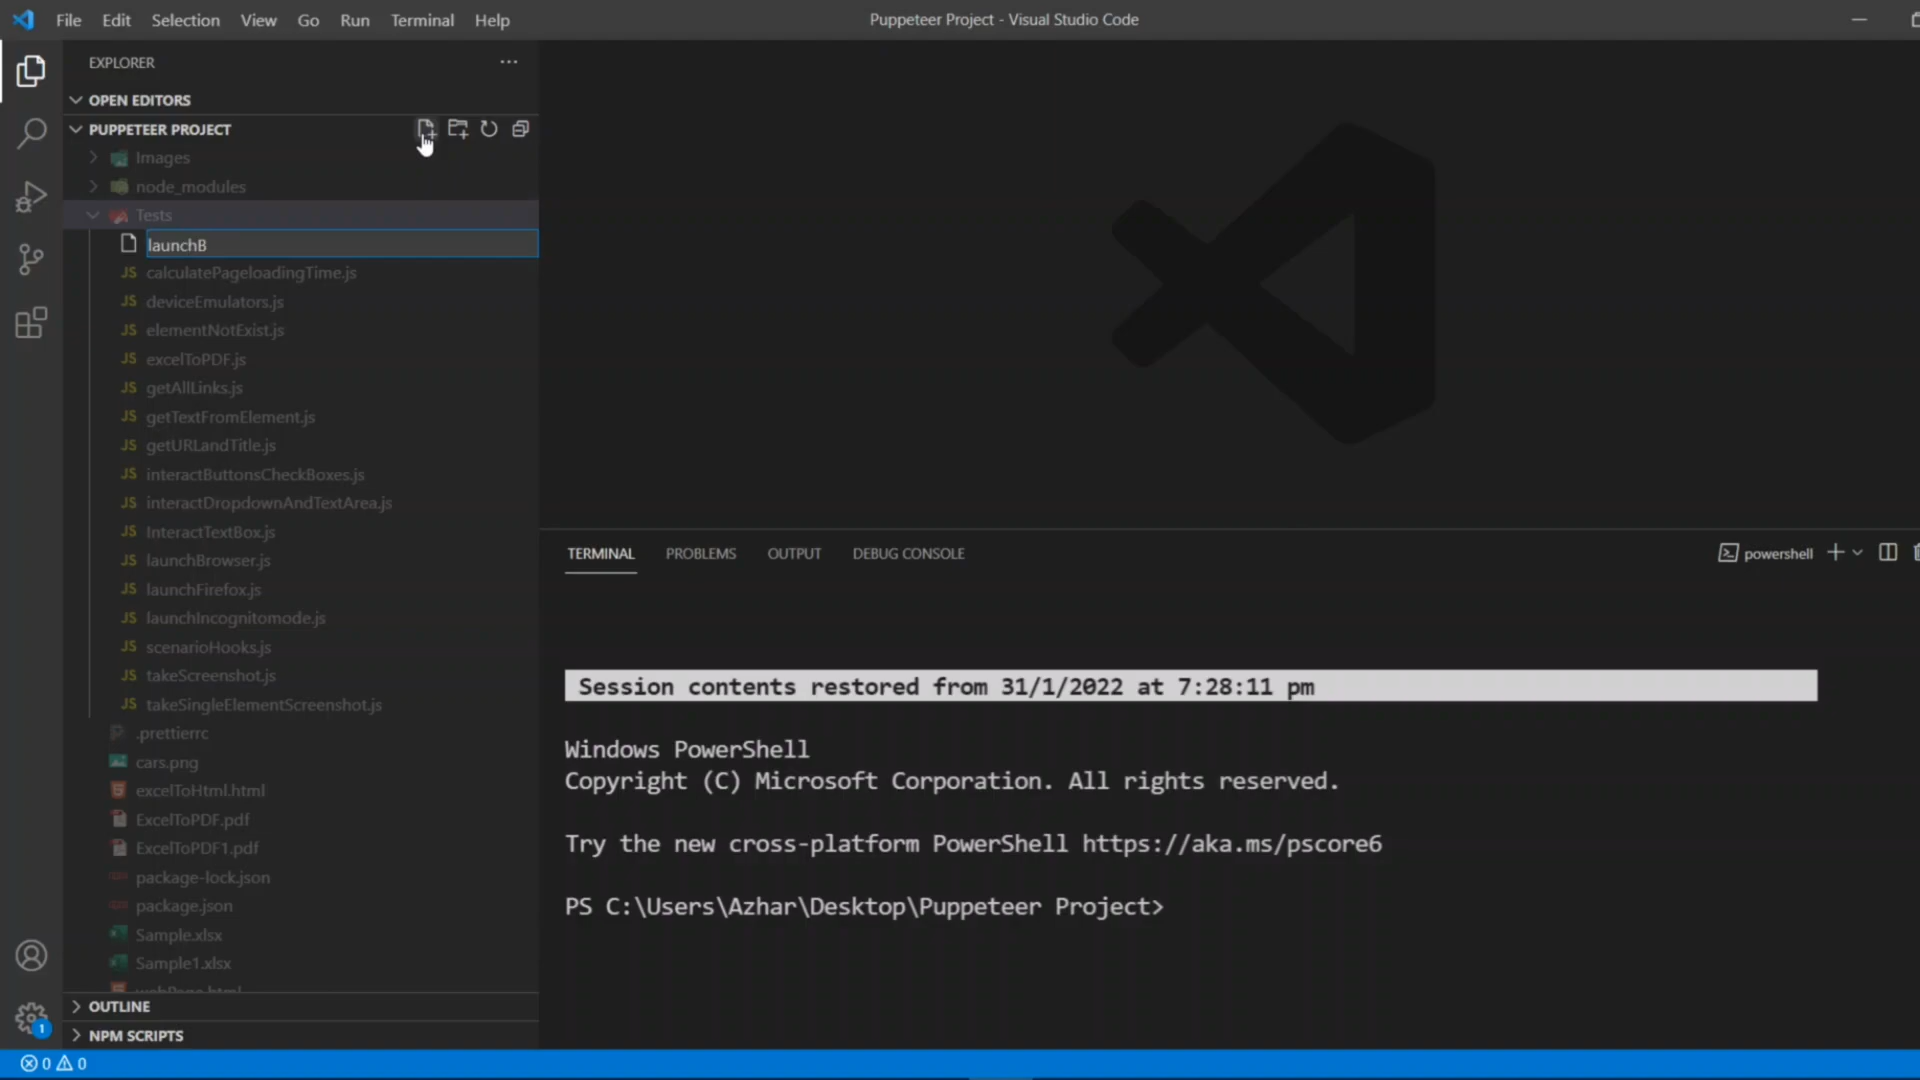 File Edit Selection View Go Run Terminal Help
Puppeteer Project - Visual Studio Code
EXPLORER
OPEN EDITORS
PUPPETEER PROJECT
Images
node_modules
Tests
launchB
JS calculatePageloadingTime.js
JS deviceEmulators.js
JS elementNotExist.js
JS excelToPDF.js
JS getAllLinks.js
JS getTextFromElement.js
JS getURLandTitle.js
JS interactButtonsCheckBoxes.js
JS interactDropdownAndTextArea.js
JS InteractTextBox.js
JS launchBrowser.js
JS launchFirefox.js
JS launchIncognitomode.js
JS scenarioHooks.js
JS takeScreenshot.js
JS takeSingleElementScreenshot.js
.prettierrc
cars.png
excelToHtml.html
ExcelToPDF.pdf
ExcelToPDF1.pdf
package-lock.json
package.json
Sample.xlsx
Sample1.xlsx
OUTLINE
NPM SCRIPTS
1
0 0
TERMINAL PROBLEMS OUTPUT DEBUG CONSOLE
powershell
Session contents restored from 31/1/2022 at 7:28:11 pm
Windows PowerShell
Copyright (C) Microsoft Corporation. All rights reserved.
Try the new cross-platform PowerShell https://aka.ms/pscore6
PS C:\Users\Azhar\Desktop\Puppeteer Project>